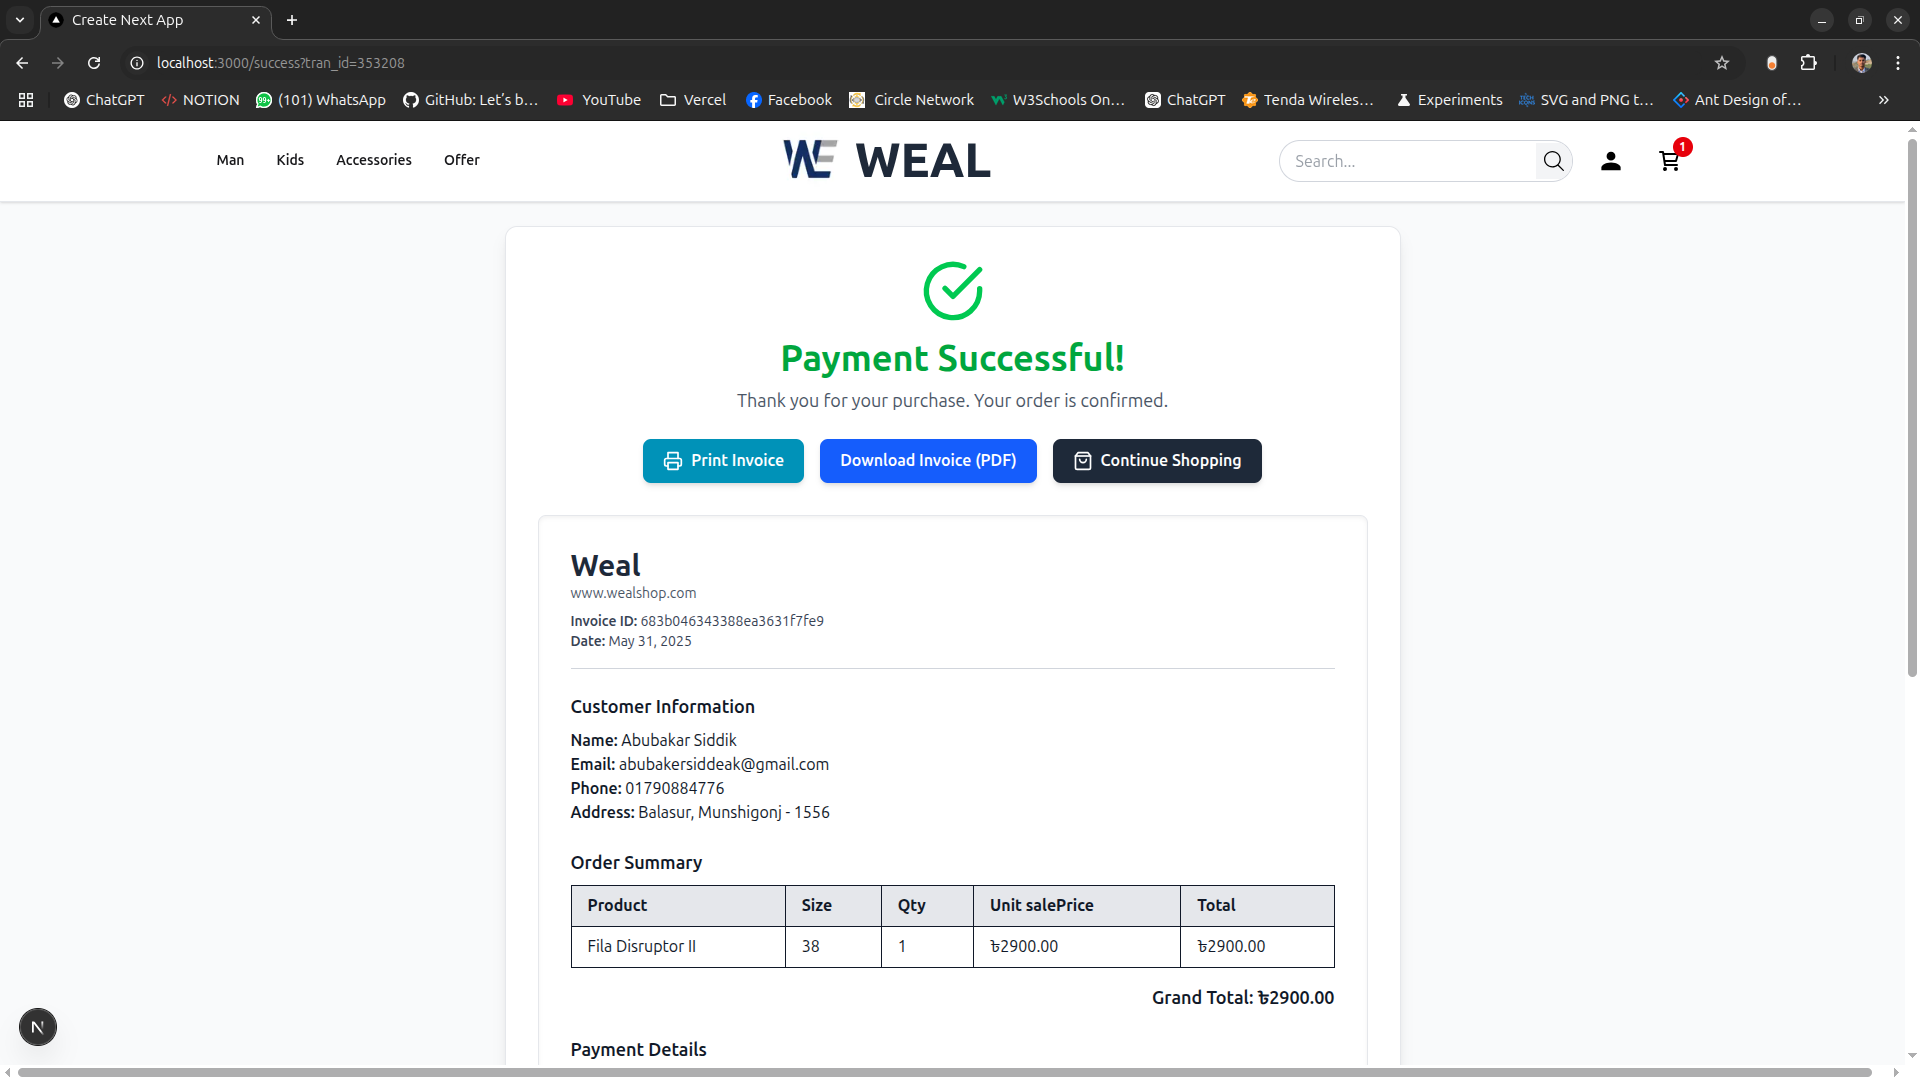 Create Next App
localhost:3000/success?tran_id=353208
ChatGPT NOTION (101) WhatsApp GitHub: Let's b... YouTube Vercel Facebook Circle Network W3Schools On... ChatGPT Tenda Wireles... Experiments SVG and PNG t... Ant Design of...
Man Kids Accessories Offer
WE WEAL
Search...
1
Payment Successful!
Thank you for your purchase. Your order is confirmed.
Print Invoice Download Invoice (PDF) Continue Shopping
Weal
www.wealshop.com
Invoice ID: 683b046343388ea3631f7fe9
Date: May 31, 2025
Customer Information
Name: Abubakar Siddik
Email: abubakersiddeak@gmail.com
Phone: 01790884776
Address: Balasur, Munshigonj - 1556
Order Summary
Product Size Qty Unit salePrice Total
Fila Disruptor II 38 1 ৳2900.00 ৳2900.00
Grand Total: ৳2900.00
N
Payment Details